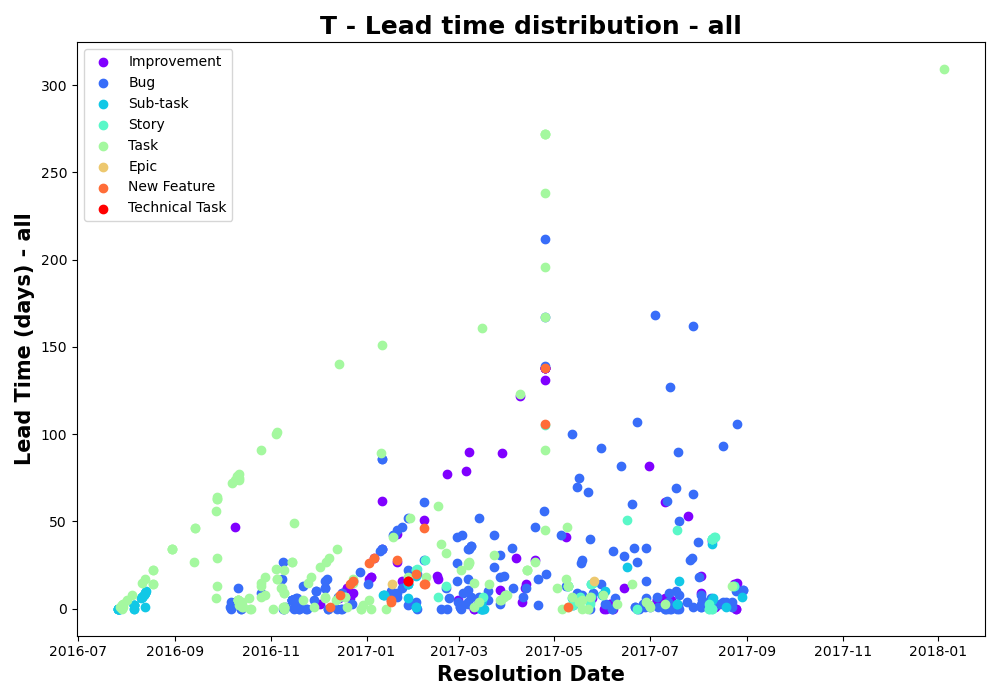 T - Lead time distribution - all
Improvement
Bug
Sub-task
Story
Task
Epic
New Feature
Technical Task
Lead Time (days) - all
300
250
200
150
100
50
0
2016-07 2016-09 2016-11 2017-01 2017-03 2017-05 2017-07 2017-09 2017-11 2018-01
Resolution Date